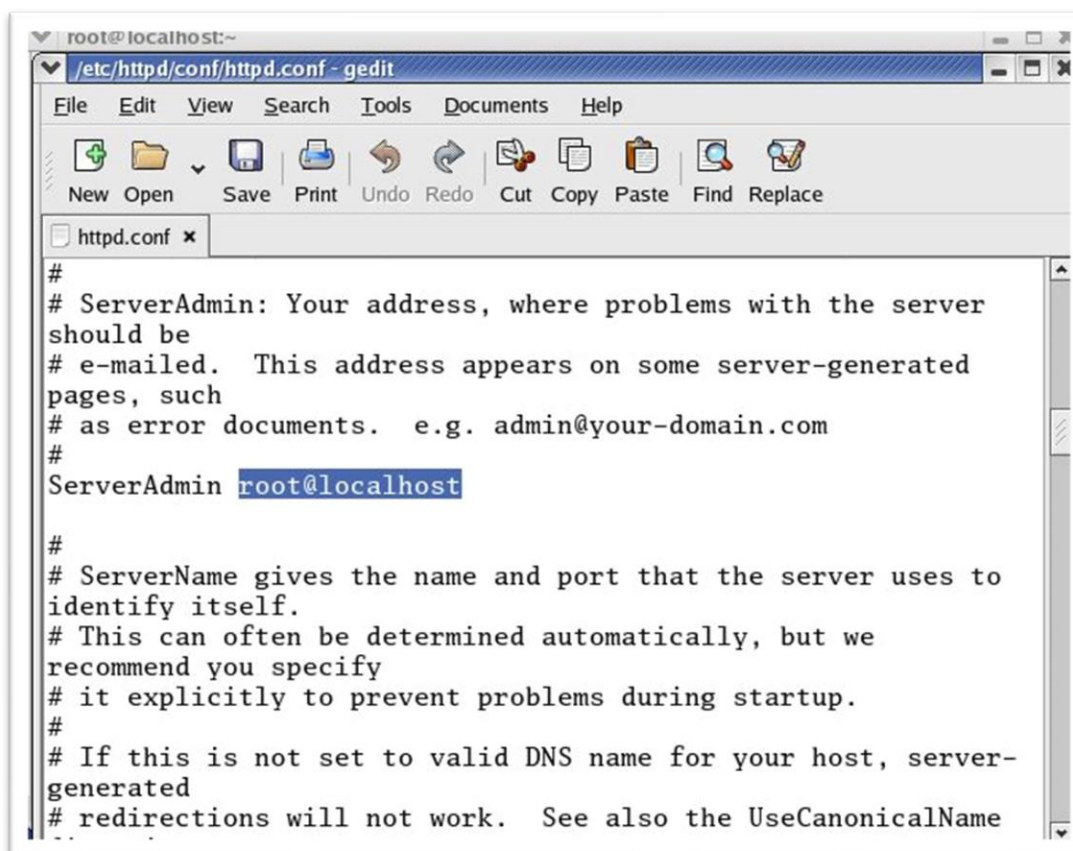 root@localhost:~
/etc/httpd/conf/httpd.conf - gedit
File Edit View Search Tools Documents Help
New Open Save Print Undo Redo Cut Copy Paste Find Replace
httpd.conf
#
# ServerAdmin: Your address, where problems with the server
should be
# e-mailed.  This address appears on some server-generated
pages, such
# as error documents.  e.g. admin@your-domain.com
#
ServerAdmin root@localhost
#
# ServerName gives the name and port that the server uses to
identify itself.
# This can often be determined automatically, but we
recommend you specify
# it explicitly to prevent problems during startup.
#
# If this is not set to valid DNS name for your host, server-
generated
# redirections will not work.  See also the UseCanonicalName